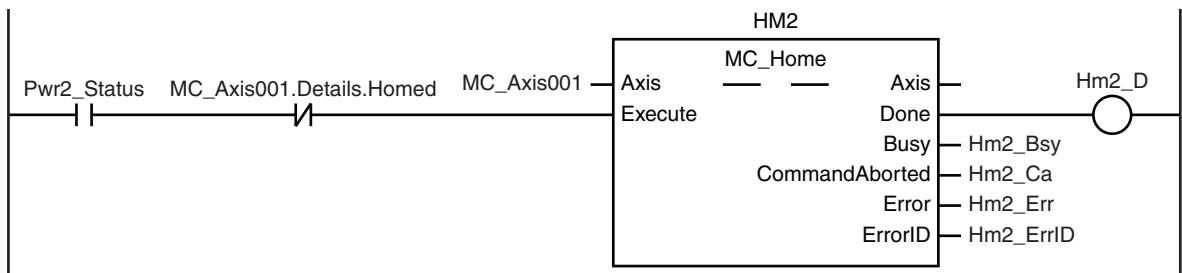 HM2
MC_Home
Pwr2_Status MC_Axis001.Details.Homed MC_Axis001 Axis Axis Hm2_D
Execute Done
Busy Hm2_Bsy
CommandAborted Hm2_Ca
Error Hm2_Err
ErrorID Hm2_ErrID